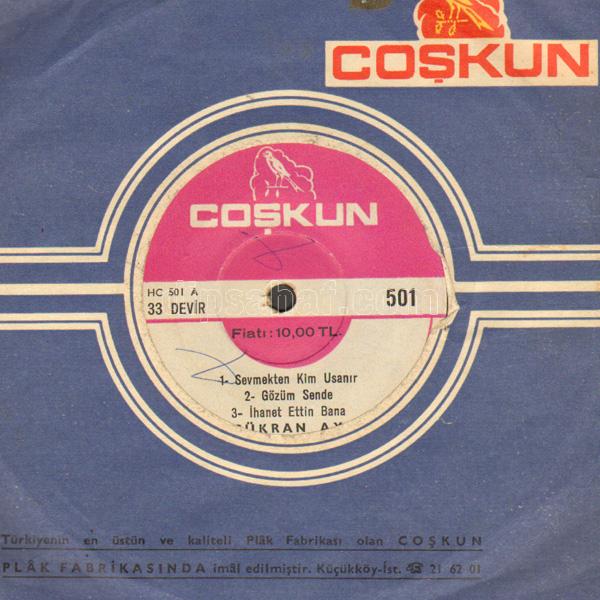 COŞKUN
COŞKUN
HC 501 A
33 DEVİR
501
Fiatı: 10,00 TL.
1- Sevmekten Kim Usanır
2- Gözüm Sende
3- İhanet Ettin Bana
ŞÜKRAN AY
Türkiyenin en üstün ve kaliteli Plâk Fabrikası olan COŞKUN
PLÂK FABRİKASINDA imâl edilmiştir. Küçükköy-İst. ☎ 21 62 01